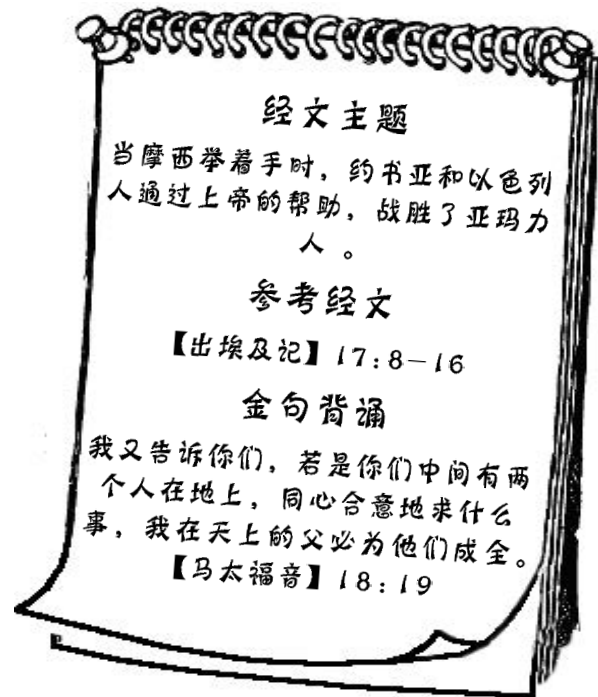 经文主题
当摩西举着手时，约书亚和以色列
人通过上帝的帮助，战胜了亚玛力
人。
参考经文
【出埃及记】17:8-16
金句背诵
我又告诉你们，若是你们中间有两
个人在地上，同心合意地求什么
事，我在天上的父必为他们成全。
【马太福音】18:19